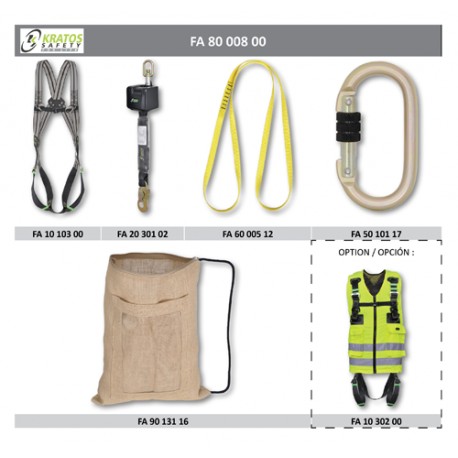 KRATOS
SAFETY
FA 80 008 00
FA 10 103 00
FA 20 301 02
FA 60 005 12
FA 50 101 17
OPTION / OPCIÓN :
FA 90 131 16
FA 10 302 00